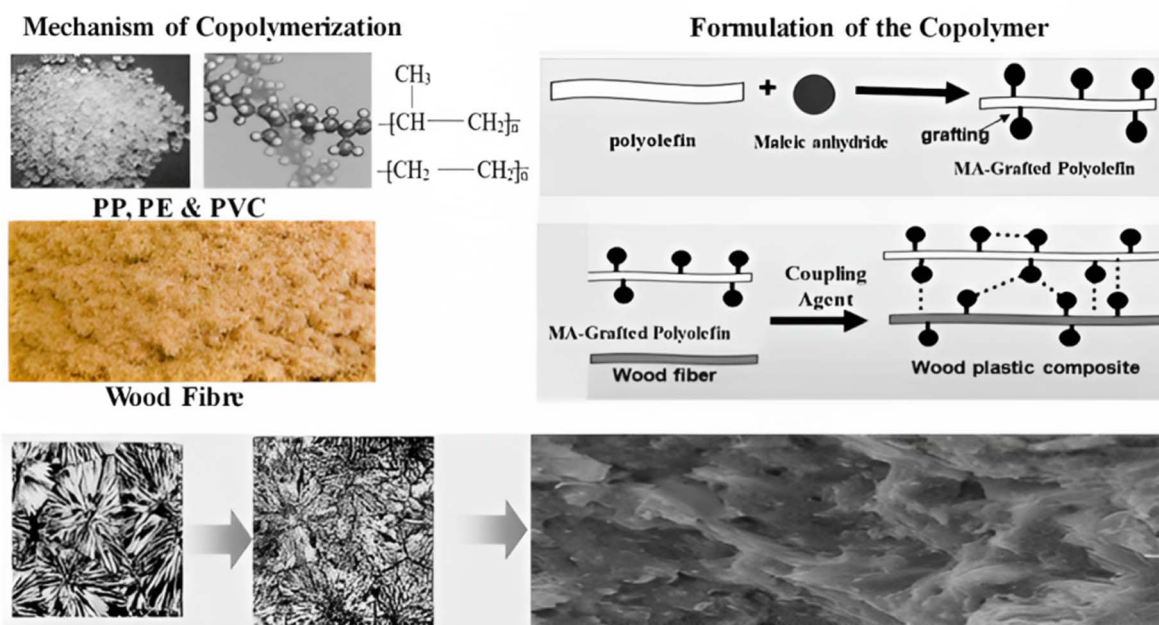 Mechanism of Copolymerization
CH₃
-[CH — CH₂]n
-[CH₂ — CH₂]n
PP, PE & PVC
Wood Fibre
Formulation of the Copolymer
+
polyolefin
Maleic anhydride
grafting
MA-Grafted Polyolefin
MA-Grafted Polyolefin
Wood fiber
Coupling
Agent
Wood plastic composite